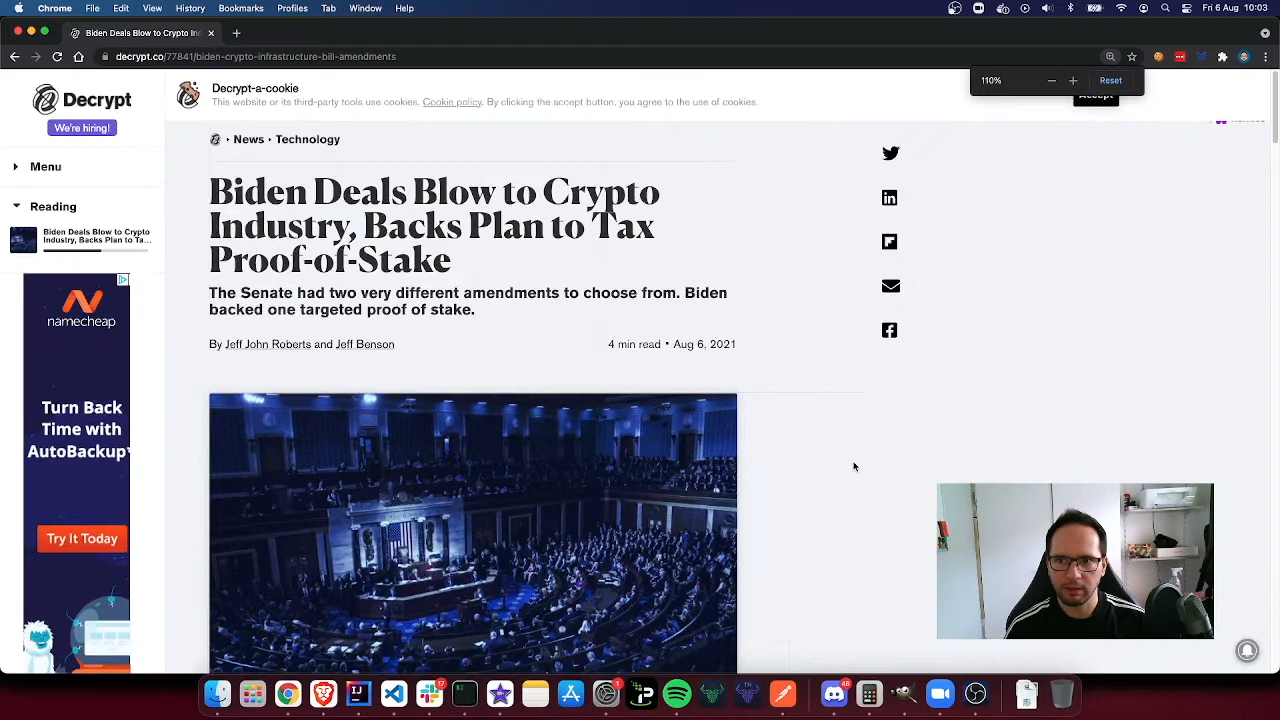 Chrome File Edit View History Bookmarks Profiles Tab Window Help Fri 6 Aug 10:03
Biden Deals Blow to Crypto Ind
decrypt.co/77841/biden-crypto-infrastructure-bill-amendments
110% Reset
Decrypt
We're hiring!
Menu
Reading
Biden Deals Blow to Crypto
Industry, Backs Plan to Ta...
namecheap
Turn Back
Time with
AutoBackup*
Try It Today
Decrypt-a-cookie
This website or its third-party tools use cookies. Cookie policy. By clicking the accept button, you agree to the use of cookies.
Accept
News Technology
Biden Deals Blow to Crypto
Industry, Backs Plan to Tax
Proof-of-Stake
The Senate had two very different amendments to choose from. Biden
backed one targeted proof of stake.
By Jeff John Roberts and Jeff Benson 4 min read • Aug 6, 2021
17
1
46